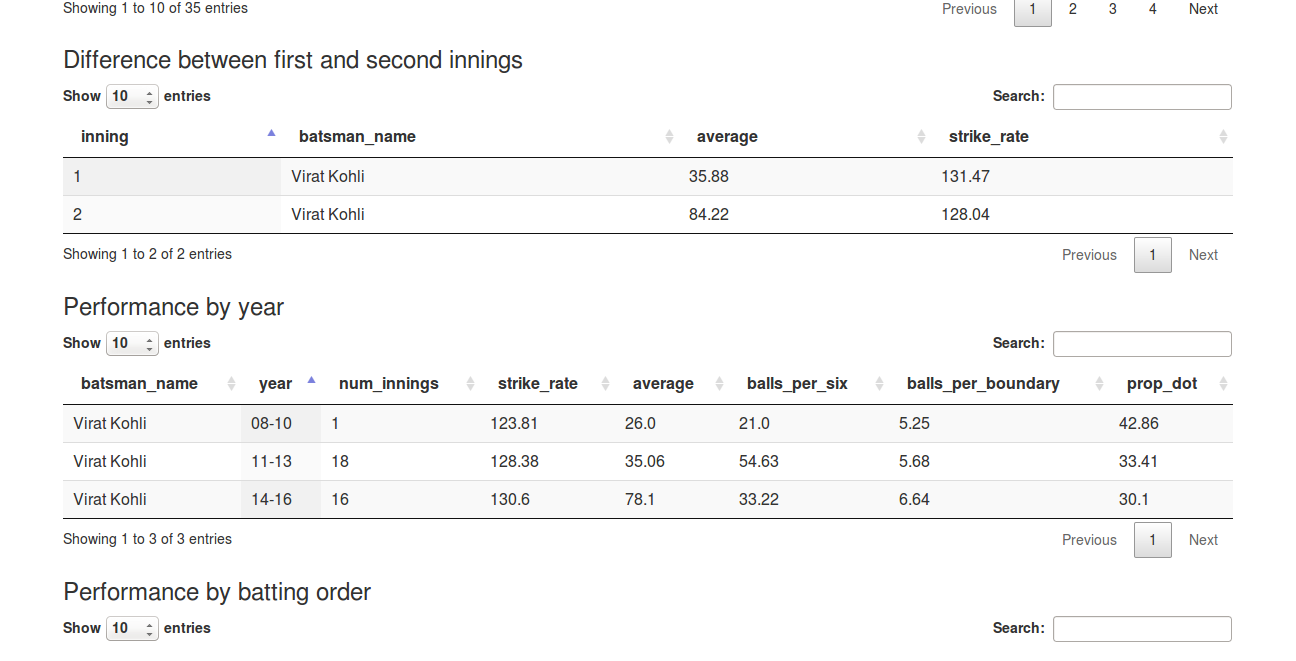 Showing 1 to 10 of 35 entries Previous 1 2 3 4 Next
Difference between first and second innings
Show 10 entries Search:
inning batsman_name average strike_rate
1 Virat Kohli 35.88 131.47
2 Virat Kohli 84.22 128.04
Showing 1 to 2 of 2 entries Previous 1 Next
Performance by year
Show 10 entries Search:
batsman_name year num_innings strike_rate average balls_per_six balls_per_boundary prop_dot
Virat Kohli 08-10 1 123.81 26.0 21.0 5.25 42.86
Virat Kohli 11-13 18 128.38 35.06 54.63 5.68 33.41
Virat Kohli 14-16 16 130.6 78.1 33.22 6.64 30.1
Showing 1 to 3 of 3 entries Previous 1 Next
Performance by batting order
Show 10 entries Search: